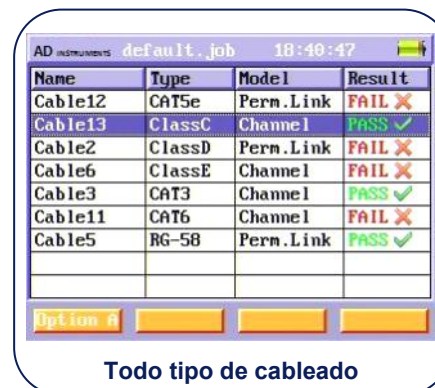 AD INSTRUMENTS default.job 18:40:47
Name Type Model Result
Cable12 CAT5e Perm.Link FAIL
Cable13 ClassC Channel PASS
Cable2 ClassD Perm.Link FAIL
Cable6 ClassE Channel FAIL
Cable3 CAT3 Channel PASS
Cable11 CAT6 Channel FAIL
Cable5 RG-58 Perm.Link PASS
Option A
Todo tipo de cableado